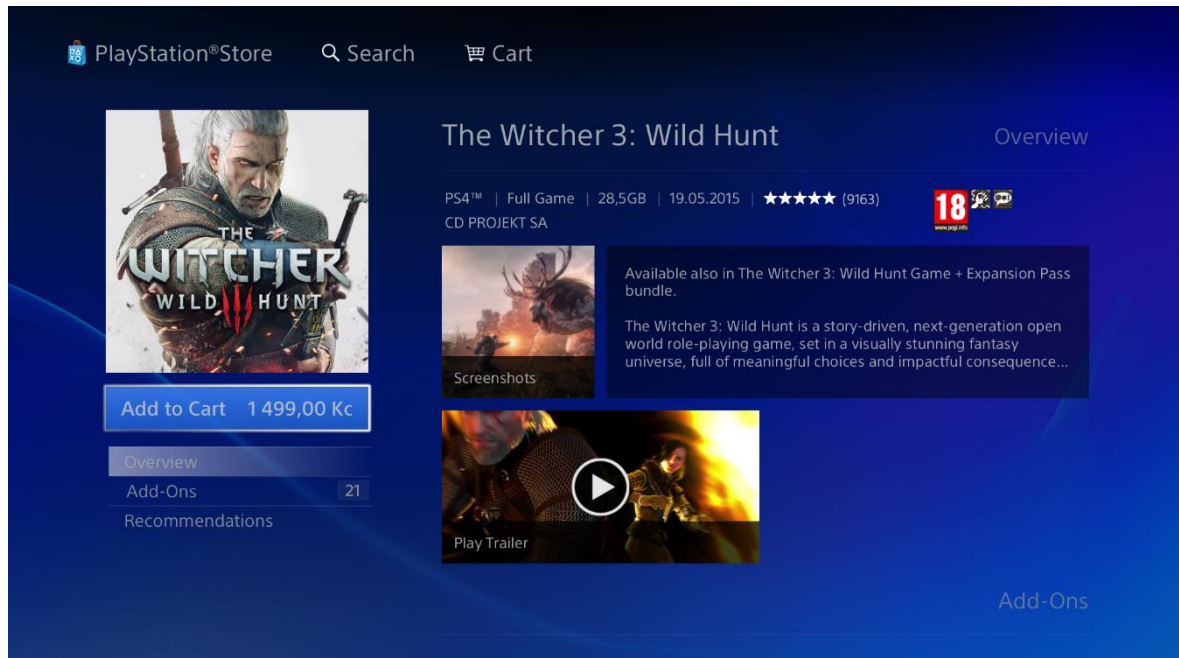 PlayStation®Store
Search
Cart
THE
WITCHER
WILD HUNT
Add to Cart 1 499,00 Kc
Overview
Add-Ons 21
Recommendations
The Witcher 3: Wild Hunt
Overview
PS4™ | Full Game | 28,5GB | 19.05.2015 | ★★★★★ (9163)
CD PROJEKT SA
18
www.pegi.info
Screenshots
Available also in The Witcher 3: Wild Hunt Game + Expansion Pass
bundle.
The Witcher 3: Wild Hunt is a story-driven, next-generation open
world role-playing game, set in a visually stunning fantasy
universe, full of meaningful choices and impactful consequence...
Play Trailer
Add-Ons